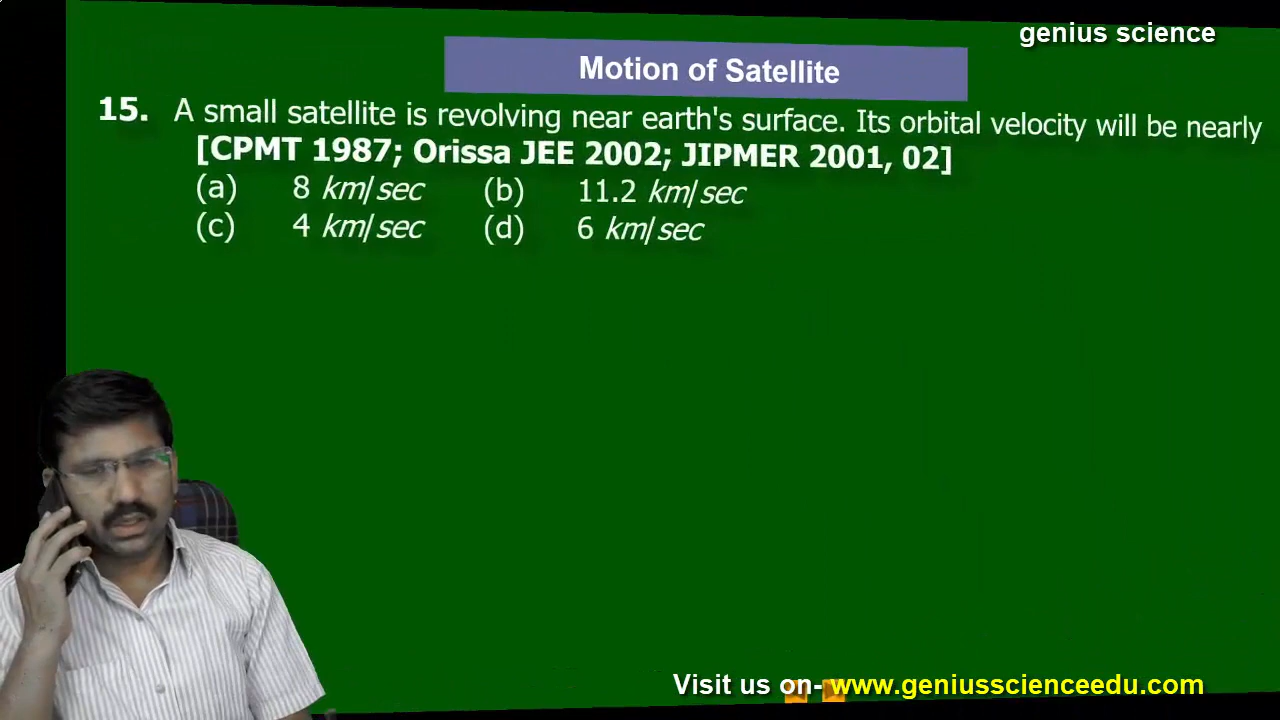 genius science
Motion of Satellite
15. A small satellite is revolving near earth's surface. Its orbital velocity will be nearly
[CPMT 1987; Orissa JEE 2002; JIPMER 2001, 02]
(a) 8 km/sec (b) 11.2 km/sec
(c) 4 km/sec (d) 6 km/sec
Visit us on- www.geniusscienceedu.com